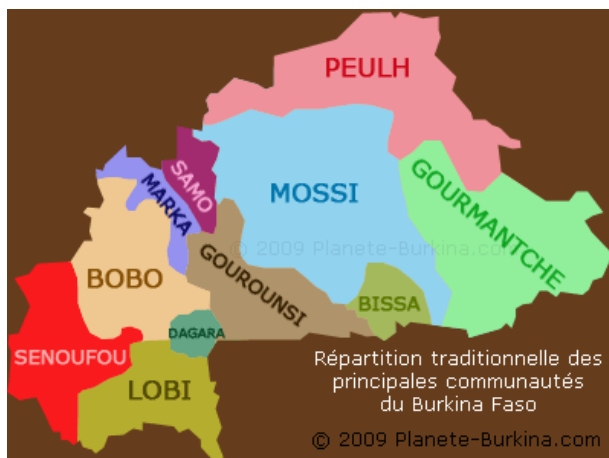 PEULH
SAMO
MARKA
MOSSI
GOURMANTCHE
© 2009 Planete-Burkina.com
BOBO
GOUROUNSI
BISSA
DAGARA
SENOUFOU
LOBI
Répartition traditionnelle des
principales communautés
du Burkina Faso
© 2009 Planete-Burkina.com